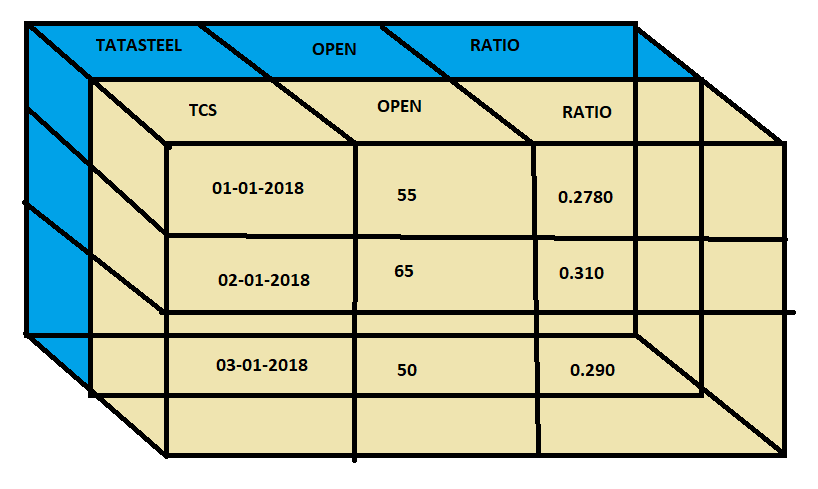 TATASTEEL OPEN RATIO
TCS OPEN RATIO
01-01-2018 55 0.2780
02-01-2018 65 0.310
03-01-2018 50 0.290